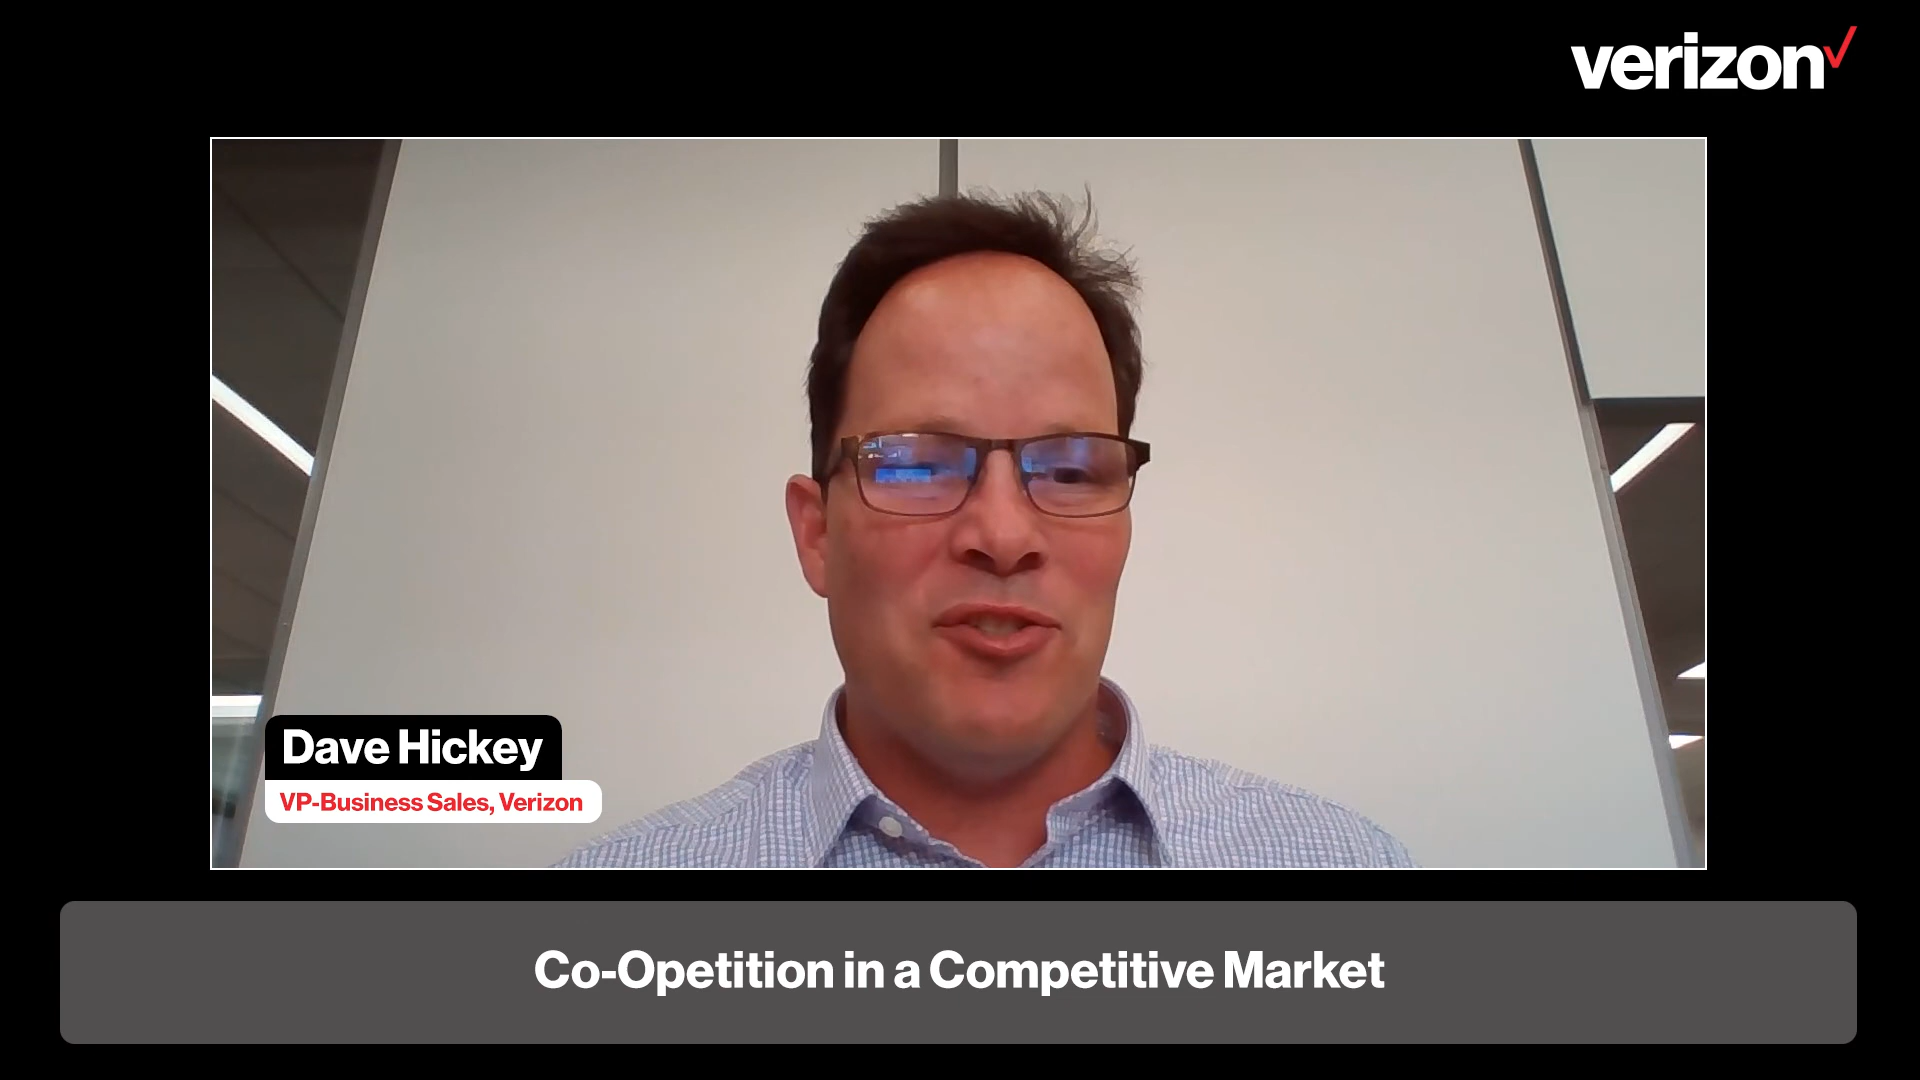 verizon
Dave Hickey
VP-Business Sales, Verizon
Co-Opetition in a Competitive Market